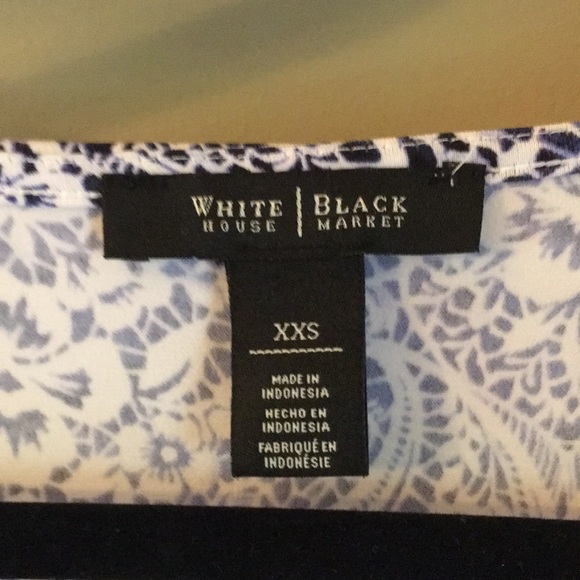 WHITE | BLACK
HOUSE | MARKET
XXS
MADE IN
INDONESIA
HECHO EN
INDONESIA
FABRIQUÉ EN
INDONÉSIE